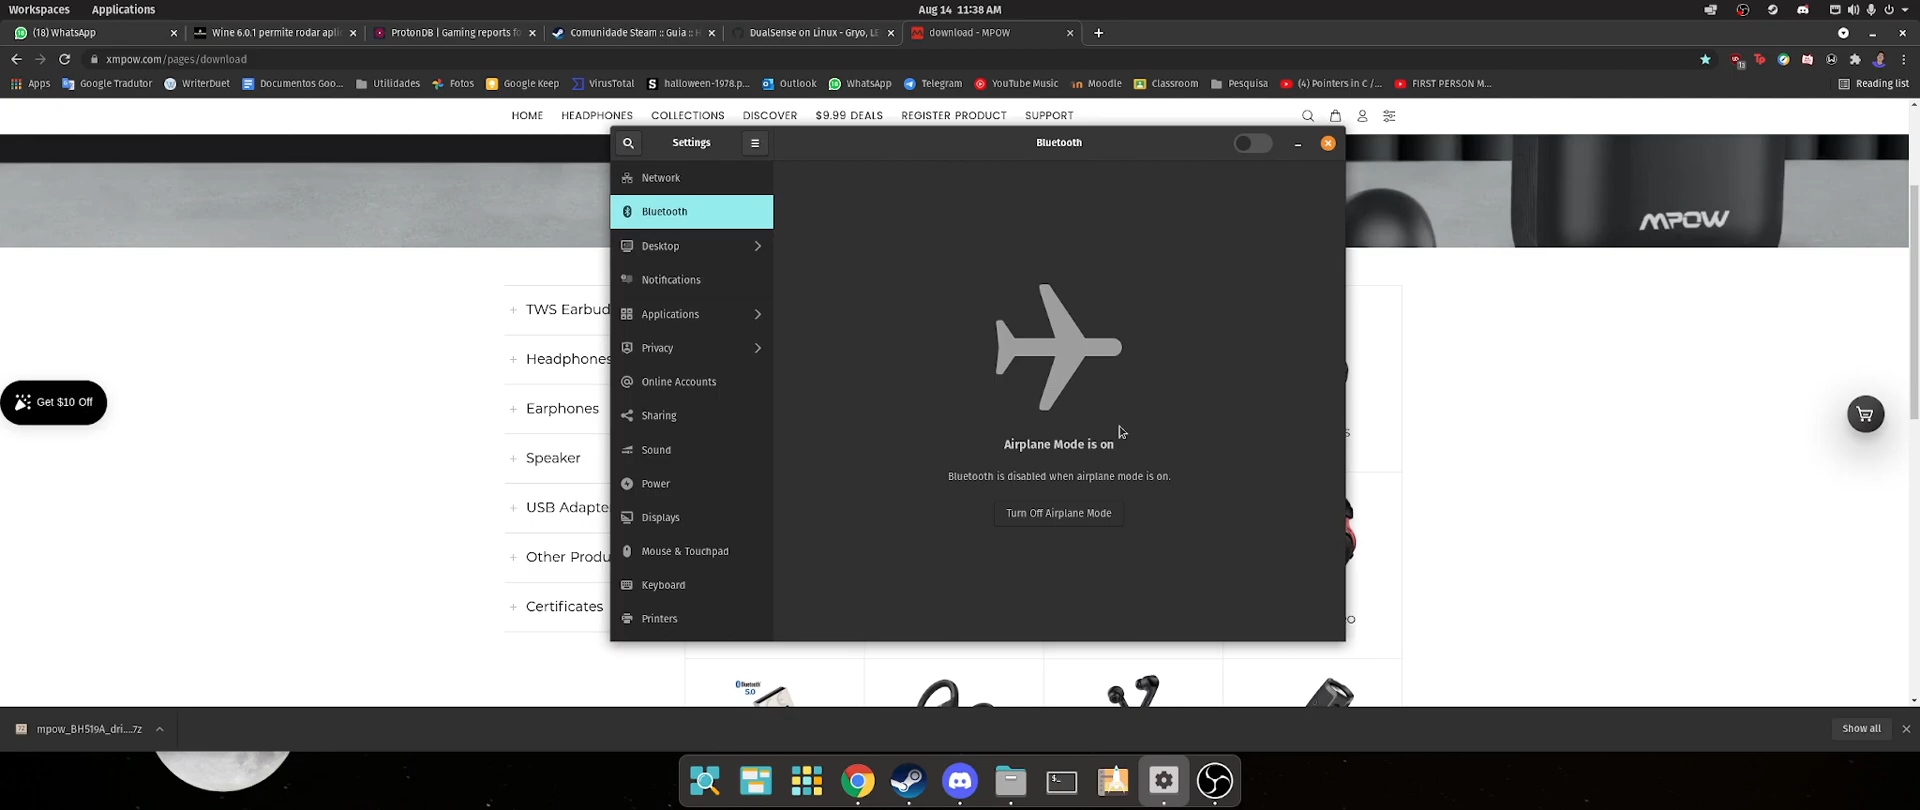 Workspaces Applications Aug 14 11:38 AM
(18) WhatsApp Wine 6.0.1 permite rodar aplic ProtonDB | Gaming reports fo Comunidade Steam :: Guia :: H DualSense on Linux - Gryo, LE download - MPOW
xmpow.com/pages/download
Apps Google Tradutor WriterDuet Documentos Goo... Utilidades Fotos Google Keep VirusTotal halloween-1978.p... Outlook WhatsApp Telegram YouTube Music Moodle Classroom Pesquisa (4) Pointers in C /... FIRST PERSON M... Reading list
HOME HEADPHONES COLLECTIONS DISCOVER $9.99 DEALS REGISTER PRODUCT SUPPORT
Settings Bluetooth
Network
Bluetooth
Desktop
Notifications
Applications
Privacy
Online Accounts
Sharing
Sound
Power
Displays
Mouse & Touchpad
Keyboard
Printers
Airplane Mode is on
Bluetooth is disabled when airplane mode is on.
Turn Off Airplane Mode
MPOW
+ TWS Earbud
+ Headphones
+ Earphones
+ Speaker
+ USB Adapte
+ Other Produ
+ Certificates
Get $10 Off
s
eo
Bluetooth
5.0
mpow_BH519A_dri....7z Show all